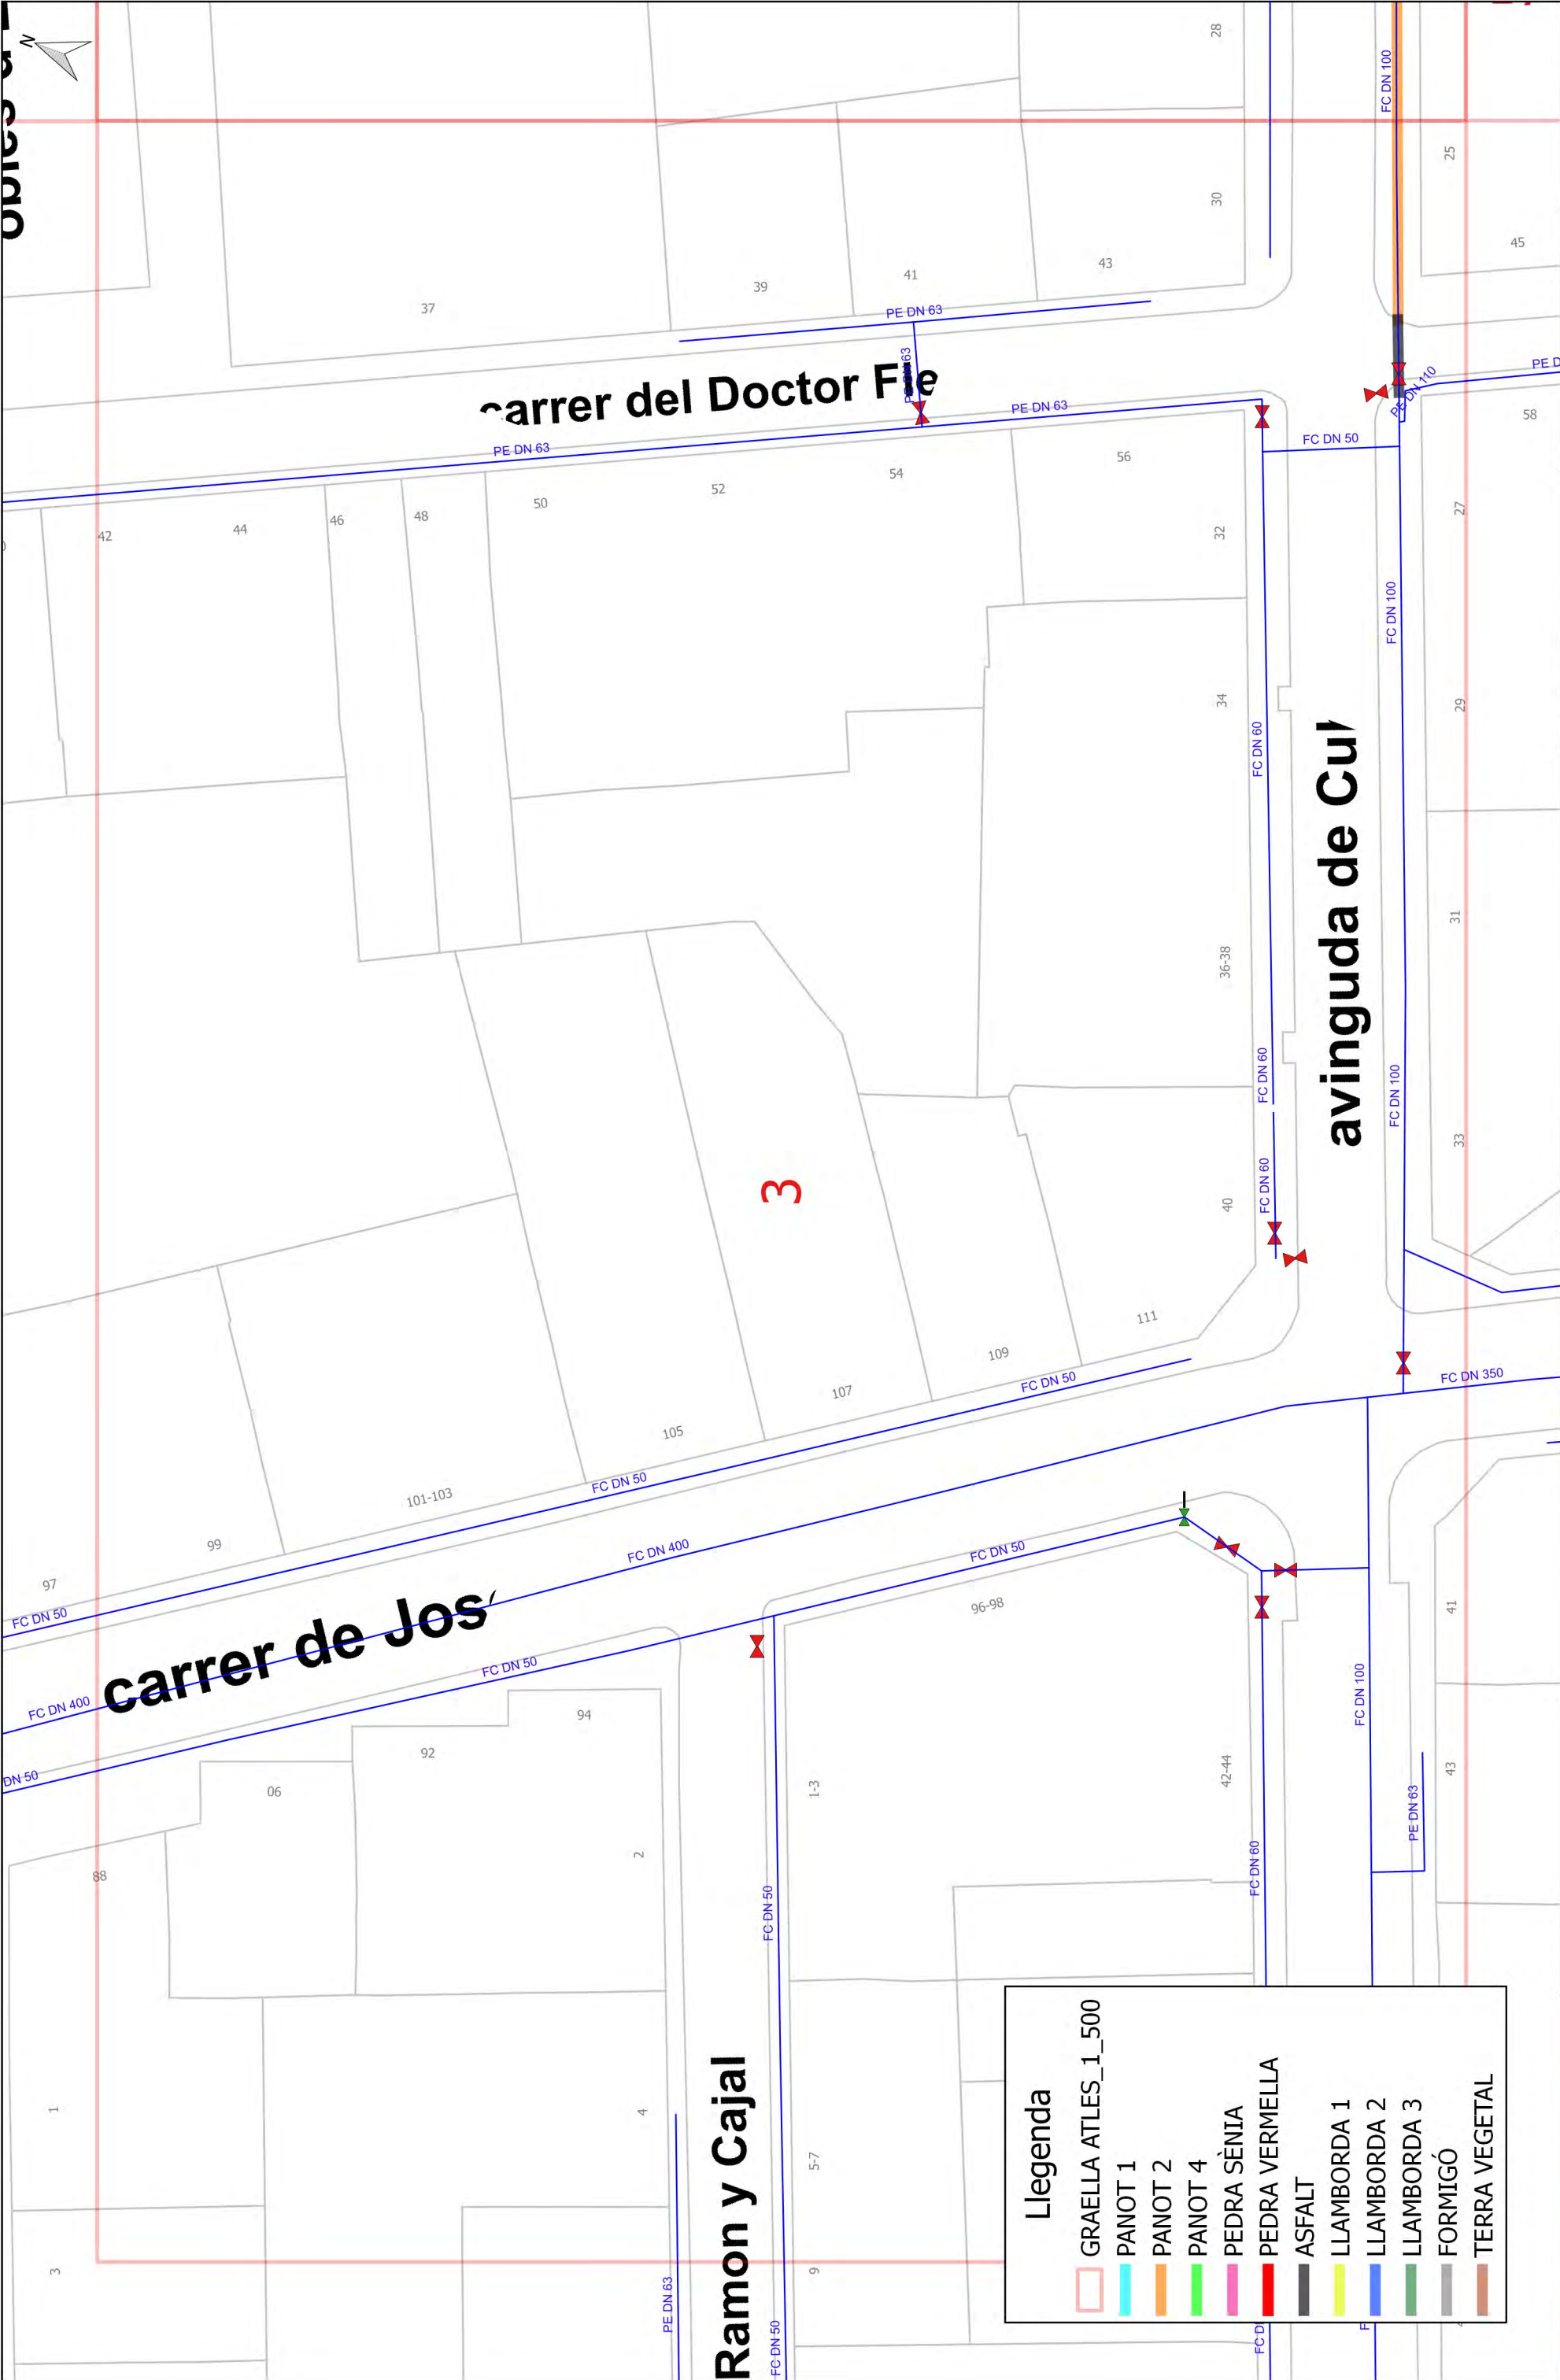 N
28
FC DN 100
25
30
45
43
41
39
37
PE DN 63
carrer del Doctor
PE DN 63
PE DN 63
FC DN 50
PE DN 110
58
56
54
52
50
48
46
44
42
32
27
FC DN 100
29
34
FC DN 60
avinguda de
31
36-38
FC DN 60
FC DN 100
33
3
FC DN 60
40
111
109
107
105
101-103
99
97
FC DN 50
FC DN 350
FC DN 50
FC DN 400
FC DN 50
FC DN 50
carrer de
96-98
FC DN 400
FC DN 50
DN 50
94
92
06
88
2
1-3
42-44
41
FC DN 100
43
PE DN 63
FC DN 60
FC DN 50
1
4
5-7
3
9
Ramon y Cajal
PE DN 63
FC DN 50
Llegenda
GRAELLA ATLES_1_500
PANOT 1
PANOT 2
PANOT 4
PEDRA SÈNIA
PEDRA VERMELLA
ASFALT
LLAMBORDA 1
LLAMBORDA 2
LLAMBORDA 3
FORMIGÓ
TERRA VEGETAL